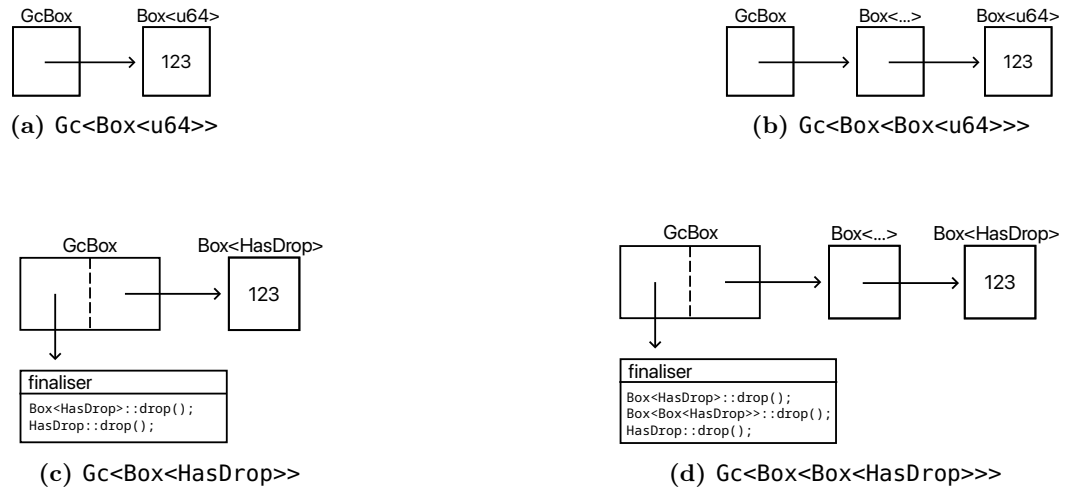 GcBox Box<u64>
123
(a) Gc<Box<u64>>
GcBox Box<...> Box<u64>
123
(b) Gc<Box<Box<u64>>>
GcBox Box<HasDrop>
123
finaliser
Box<HasDrop>::drop();
HasDrop::drop();
(c) Gc<Box<HasDrop>>
GcBox Box<...> Box<HasDrop>
123
finaliser
Box<HasDrop>::drop();
Box<Box<HasDrop>>::drop();
HasDrop::drop();
(d) Gc<Box<Box<HasDrop>>>